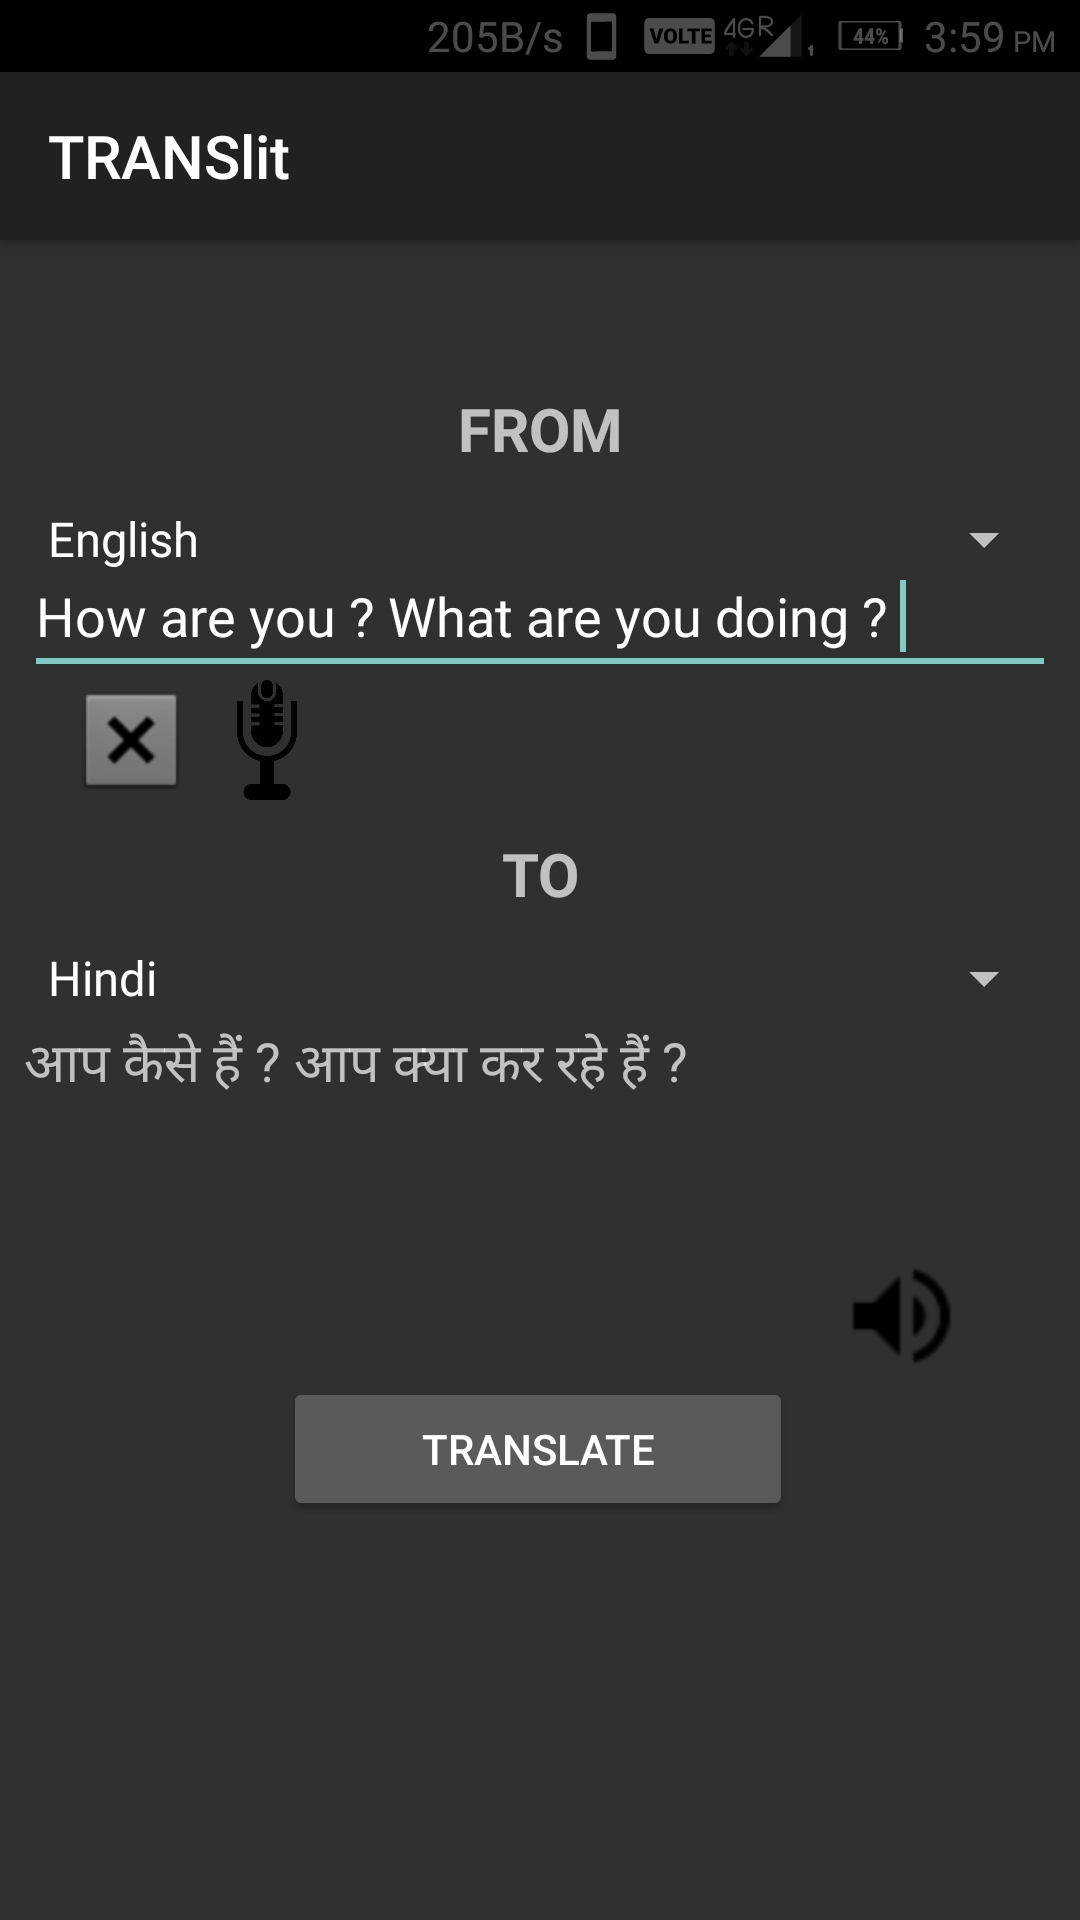 205B/s VOLTE 4G R 1 44% 3:59 PM
TRANSlit
FROM
English
How are you ? What are you doing ?
TO
Hindi
आप कैसे हैं ? आप क्या कर रहे हैं ?
TRANSLATE